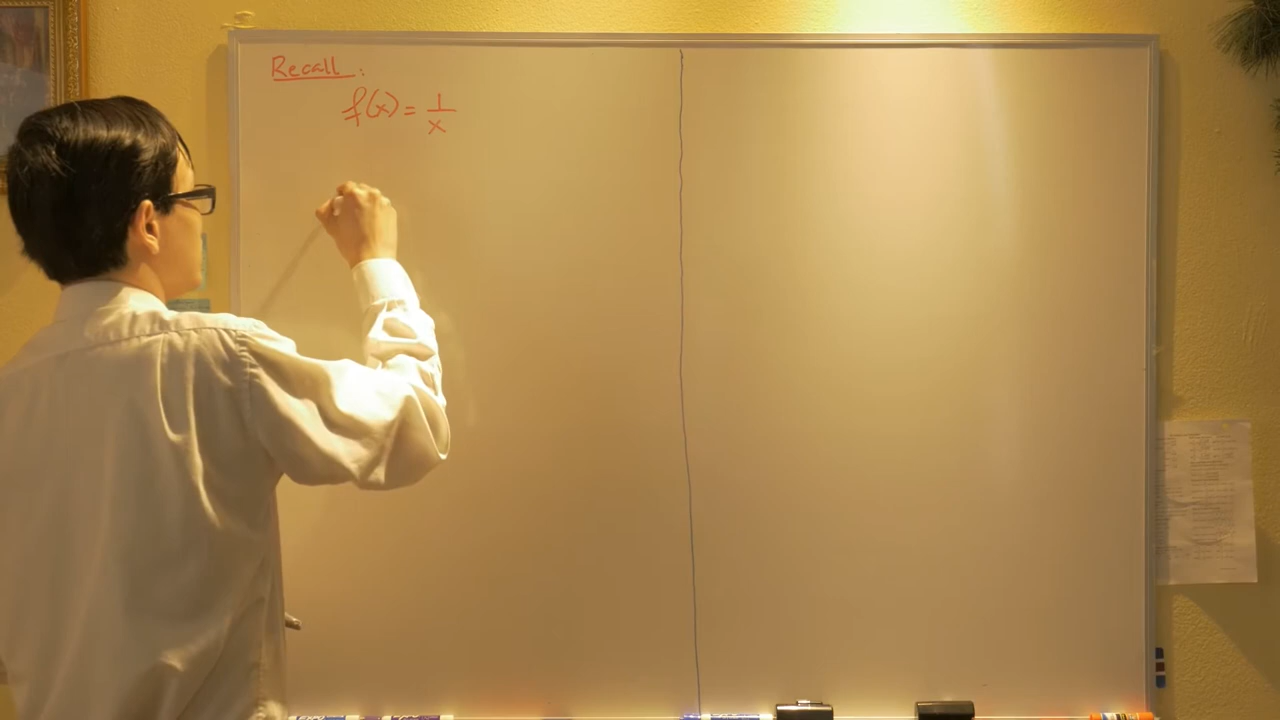 Recall:
f(x) = 1/x